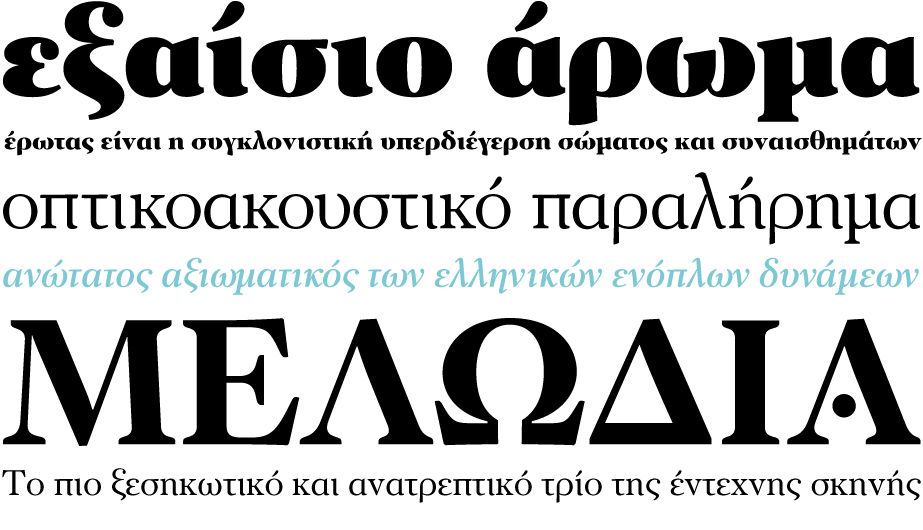 εξαίσιο άρωμα
έρωτας είναι η συγκλονιστική υπερδιέγερση σώματος και συναισθημάτων
οπτικοακουστικό παραλήρημα
ανώτατος αξιωματικός των ελληνικών ενόπλων δυνάμεων
ΜΕΛΩΔΙΑ
Το πιο ξεσηκωτικό και ανατρεπτικό τρίο της έντεχνης σκηνής